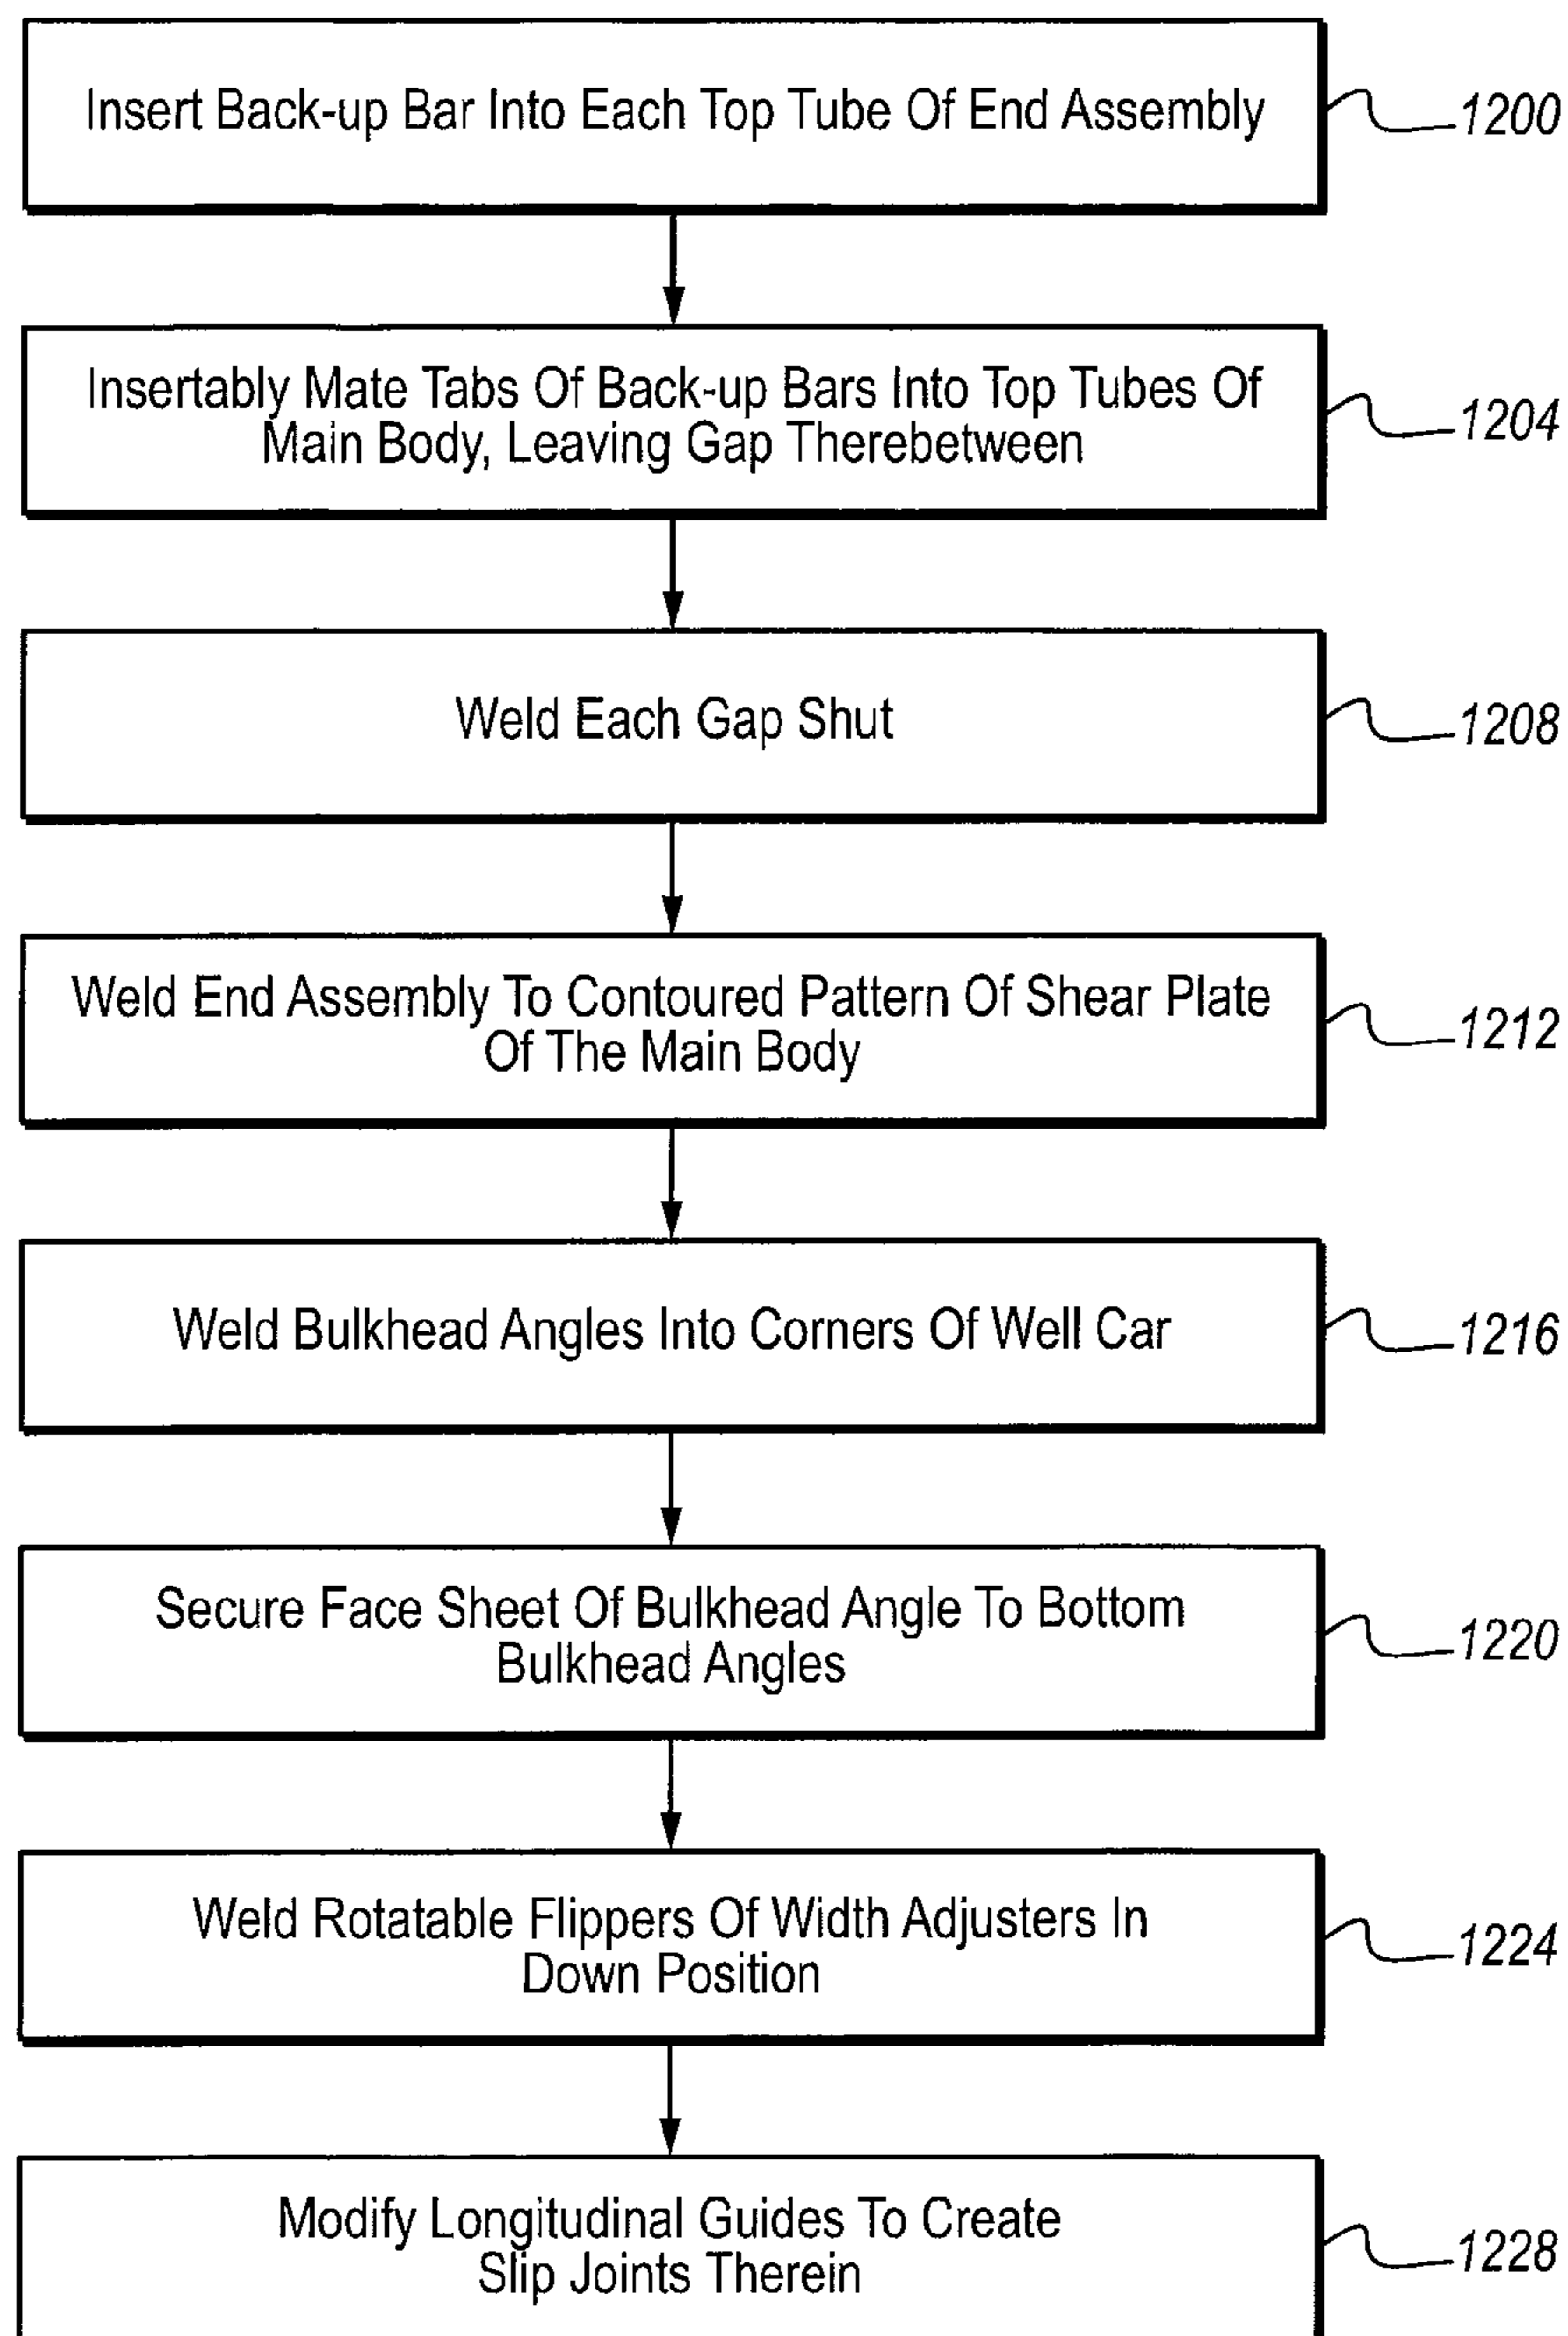 Insert Back-up Bar Into Each Top Tube Of End Assembly
1200
Insertably Mate Tabs Of Back-up Bars Into Top Tubes Of
Main Body, Leaving Gap Therebetween
1204
Weld Each Gap Shut
1208
Weld End Assembly To Contoured Pattern Of Shear Plate
Of The Main Body
1212
Weld Bulkhead Angles Into Corners Of Well Car
1216
Secure Face Sheet Of Bulkhead Angle To Bottom
Bulkhead Angles
1220
Weld Rotatable Flippers Of Width Adjusters In
Down Position
1224
Modify Longitudinal Guides To Create
Slip Joints Therein
1228